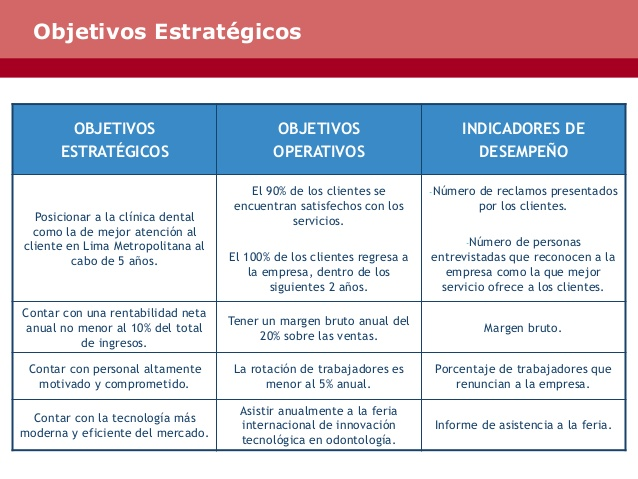 Objetivos Estratégicos
OBJETIVOS
ESTRATÉGICOS
OBJETIVOS
OPERATIVOS
INDICADORES DE
DESEMPEÑO
Posicionar a la clínica dental
como la de mejor atención al
cliente en Lima Metropolitana al
cabo de 5 años.
El 90% de los clientes se
encuentran satisfechos con los
servicios.
El 100% de los clientes regresa a
la empresa, dentro de los
siguientes 2 años.
-Número de reclamos presentados
por los clientes.
-Número de personas
entrevistadas que reconocen a la
empresa como la que mejor
servicio ofrece a los clientes.
Contar con una rentabilidad neta
anual no menor al 10% del total
de ingresos.
Tener un margen bruto anual del
20% sobre las ventas.
Margen bruto.
Contar con personal altamente
motivado y comprometido.
La rotación de trabajadores es
menor al 5% anual.
Porcentaje de trabajadores que
renuncian a la empresa.
Contar con la tecnología más
moderna y eficiente del mercado.
Asistir anualmente a la feria
internacional de innovación
tecnológica en odontología.
Informe de asistencia a la feria.